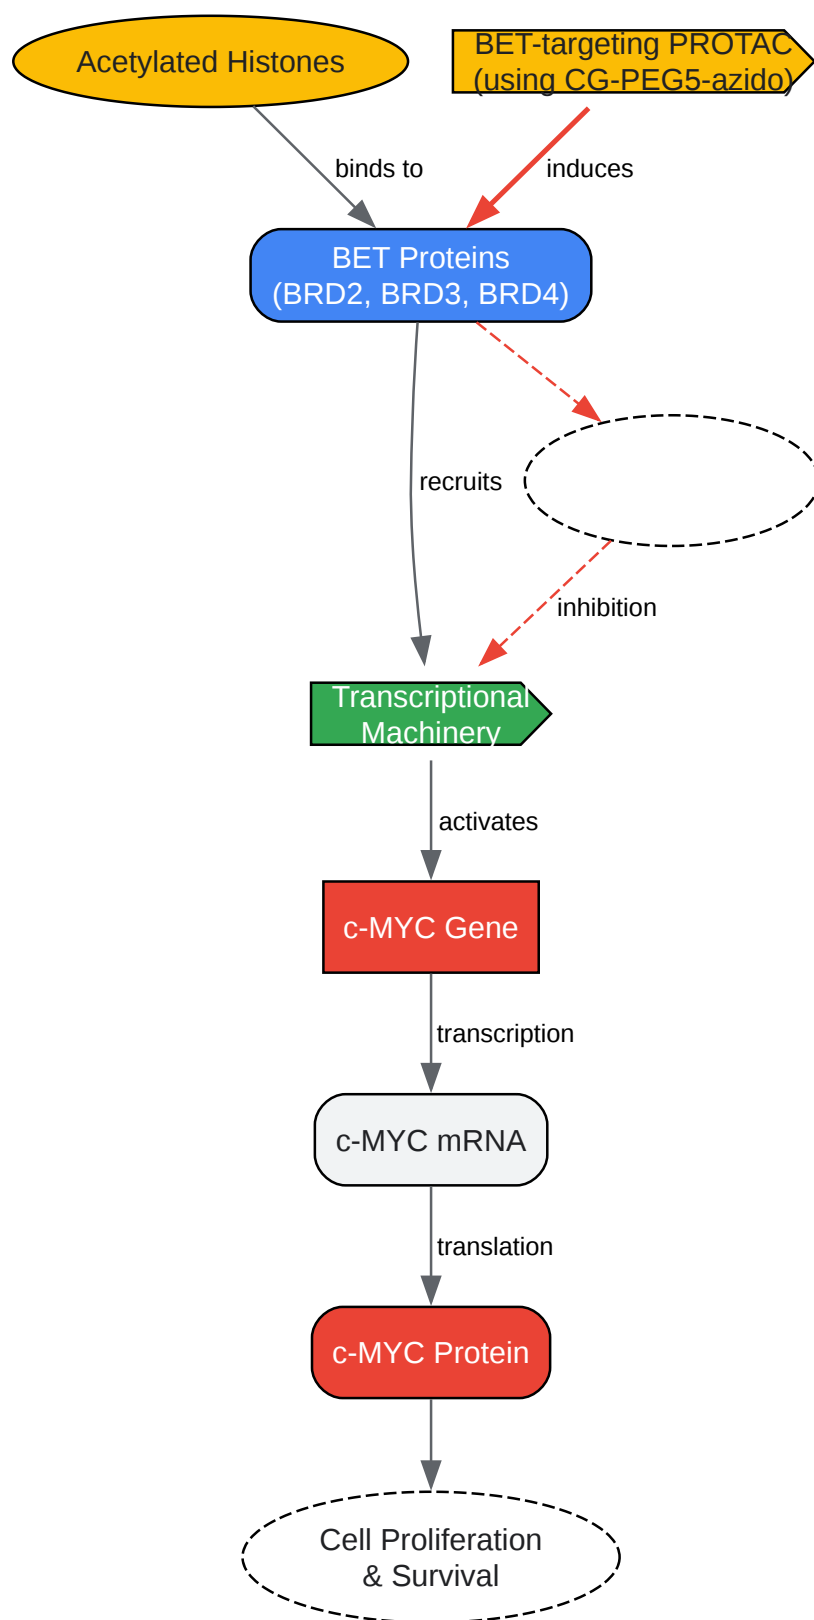 Acetylated Histones
BET-targeting PROTAC
(using CG-PEG5-azido)
binds to
induces
BET Proteins
(BRD2, BRD3, BRD4)
recruits
inhibition
Transcriptional
Machinery
activates
c-MYC Gene
transcription
c-MYC mRNA
translation
c-MYC Protein
Cell Proliferation
& Survival